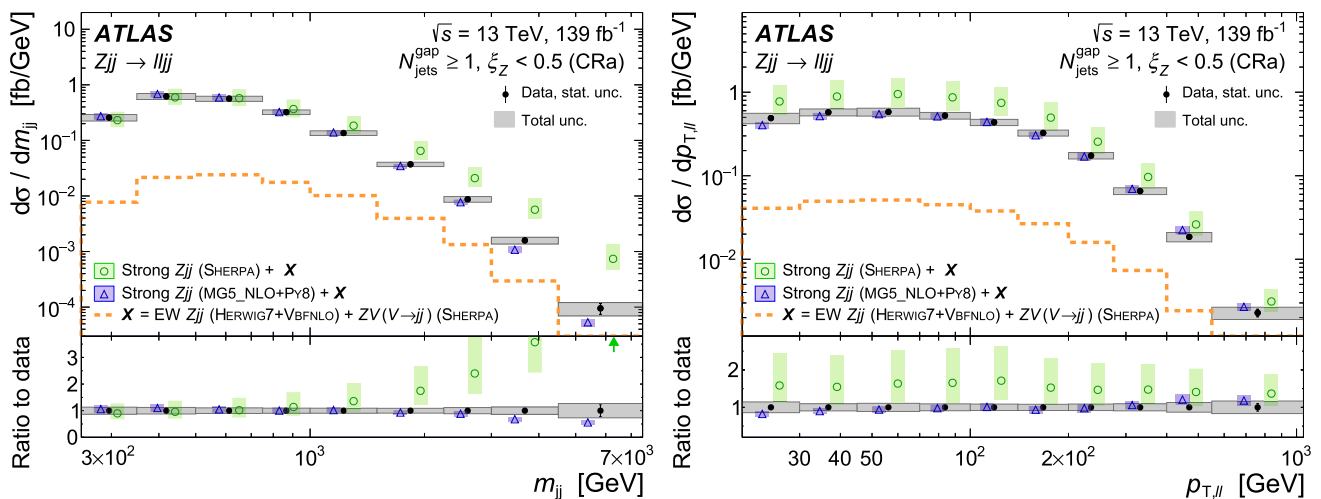 ATLAS
Zjj → lljj
√s = 13 TeV, 139 fb⁻¹
N_jets^gap ≥ 1, ξ_Z < 0.5 (CRa)
Data, stat. unc.
Total unc.
dσ / dm_jj [fb/GeV]
10
1
10⁻¹
10⁻²
10⁻³
10⁻⁴
Strong Zjj (SHERPA) + X
Strong Zjj (MG5_NLO+PY8) + X
X = EW Zjj (HERWIG7+VBFNLO) + ZV(V→jj) (SHERPA)
Ratio to data
3
2
1
0
3×10²
10³
7×10³
m_jj [GeV]
ATLAS
Zjj → lljj
√s = 13 TeV, 139 fb⁻¹
N_jets^gap ≥ 1, ξ_Z < 0.5 (CRa)
Data, stat. unc.
Total unc.
dσ / dp_T,ll [fb/GeV]
1
10⁻¹
10⁻²
Strong Zjj (SHERPA) + X
Strong Zjj (MG5_NLO+PY8) + X
X = EW Zjj (HERWIG7+VBFNLO) + ZV(V→jj) (SHERPA)
Ratio to data
2
1
30
40
50
10²
2×10²
10³
p_T,ll [GeV]